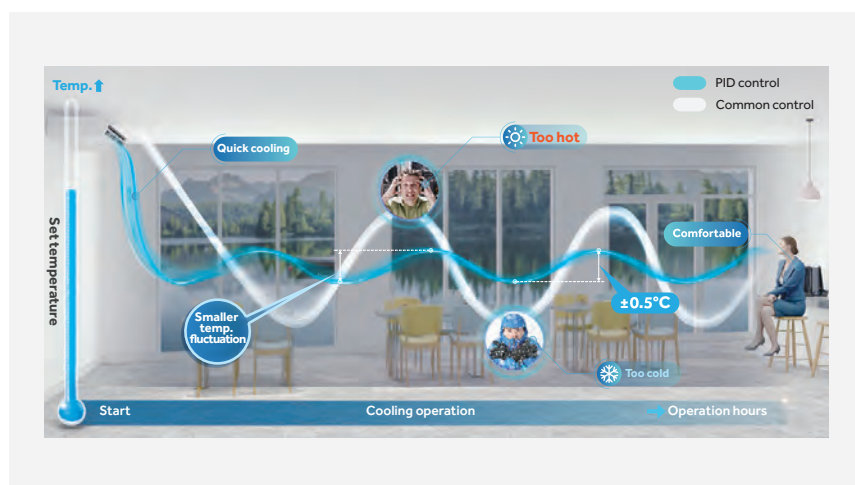 Temp.
PID control
Common control
Too hot
Quick cooling
Set temperature
Comfortable
±0.5°C
Smaller
temp.
fluctuation
Too cold
Start
Cooling operation
Operation hours